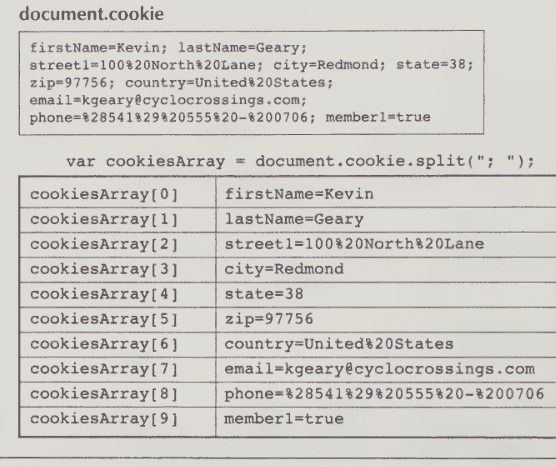 document.cookie
firstName=Kevin; lastName=Geary;
street1=100%20North%20Lane; city=Redmond; state=38;
zip=97756; country=United%20States;
email=kgeary@cyclocrossings.com;
phone=%28541%29%20555%20-%200706; member1=true
var cookiesArray = document.cookie.split("; ");
cookiesArray[0] firstName=Kevin
cookiesArray[1] lastName=Geary
cookiesArray[2] street1=100%20North%20Lane
cookiesArray[3] city=Redmond
cookiesArray[4] state=38
cookiesArray[5] zip=97756
cookiesArray[6] country=United%20States
cookiesArray[7] email=kgeary@cyclocrossings.com
cookiesArray[8] phone=%28541%29%20555%20-%200706
cookiesArray[9] member1=true